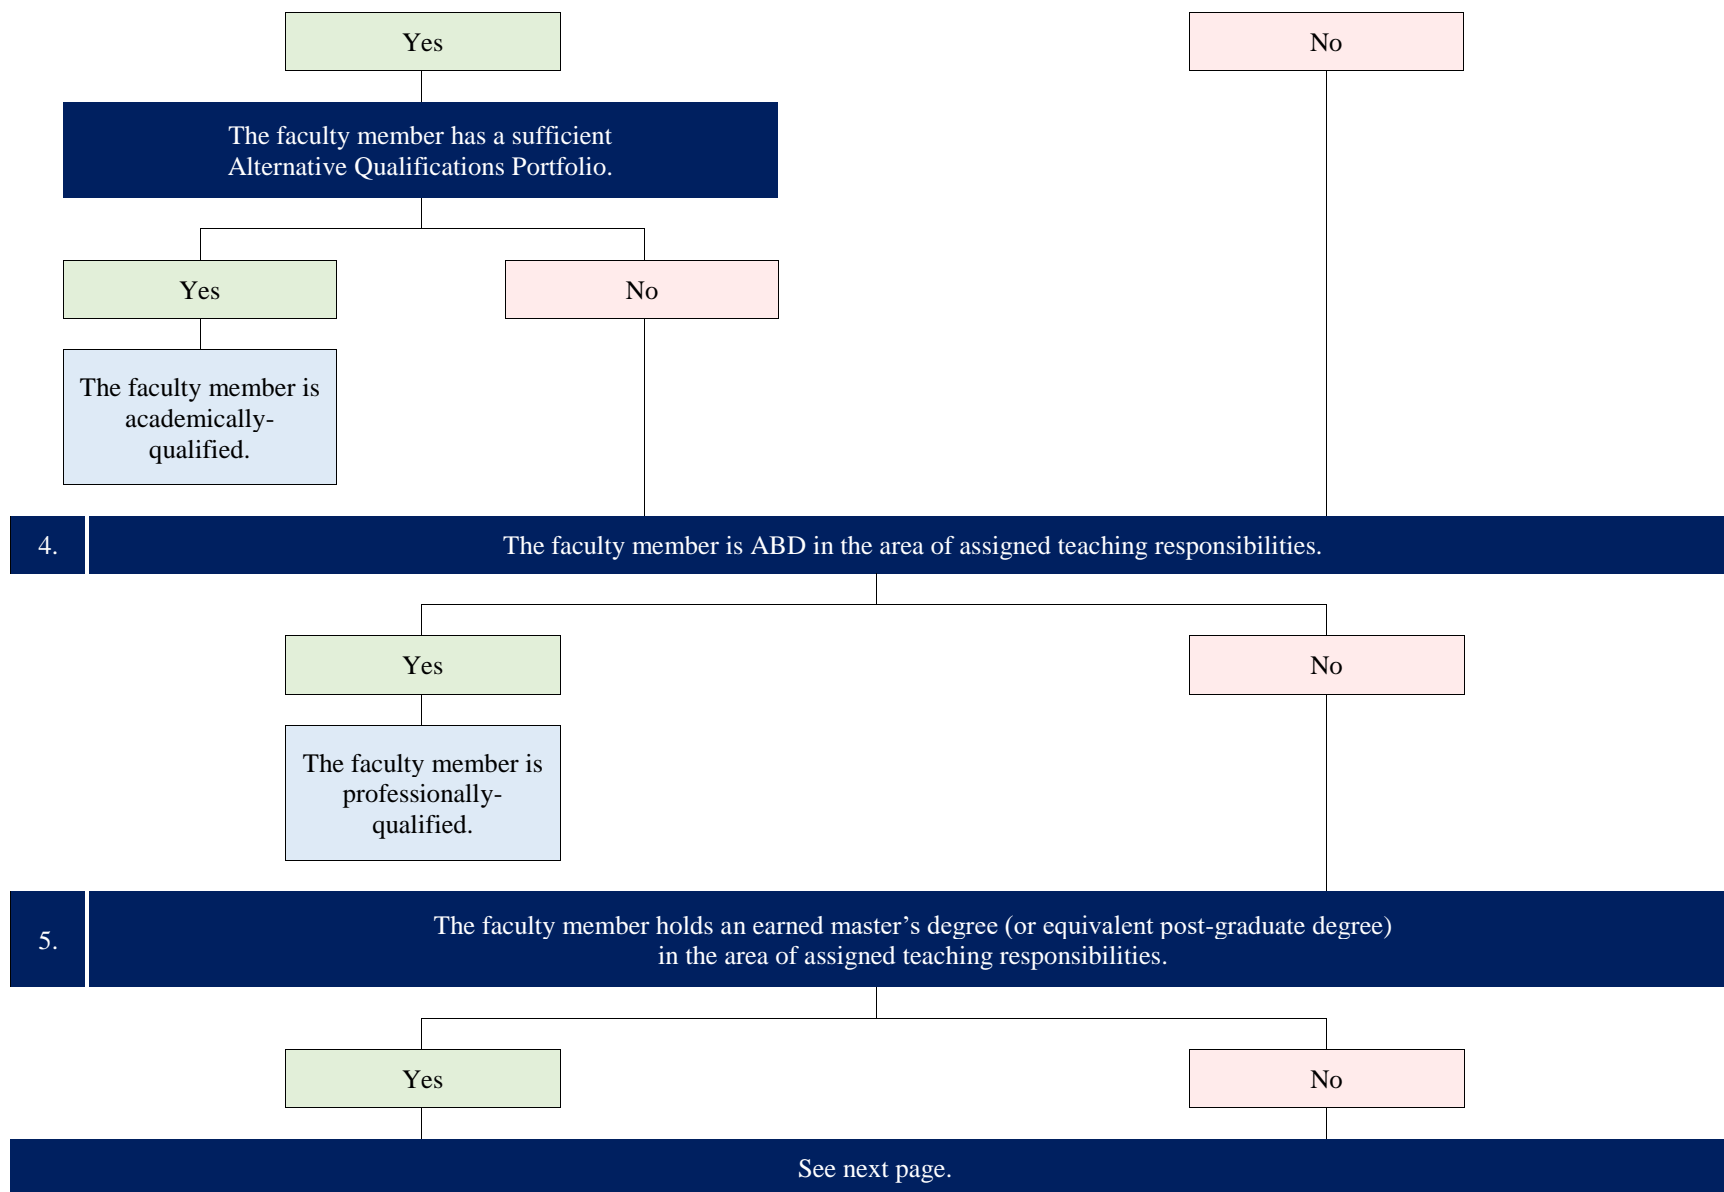 Yes
No
The faculty member has a sufficient
Alternative Qualifications Portfolio.
Yes
No
The faculty member is
academically-
qualified.
4.
The faculty member is ABD in the area of assigned teaching responsibilities.
Yes
No
The faculty member is
professionally-
qualified.
5.
The faculty member holds an earned master’s degree (or equivalent post-graduate degree)
in the area of assigned teaching responsibilities.
Yes
No
See next page.